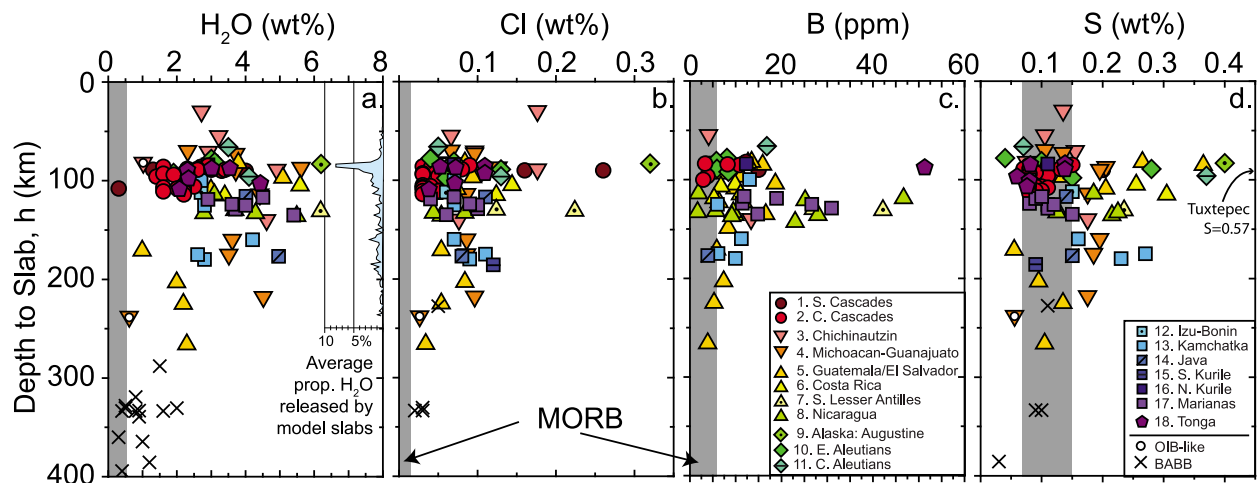 H2O (wt%)
Cl (wt%)
B (ppm)
S (wt%)
0 2 4 6 8
0 0.1 0.2 0.3
0 20 40 60
0 0.1 0.2 0.3 0.4
Depth to Slab, h (km)
0
100
200
300
400
a.
b.
c.
d.
10 5%
Average
prop. H2O
released by
model slabs
MORB
1. S. Cascades
2. C. Cascades
3. Chichinautzin
4. Michoacan-Guanajuato
5. Guatemala/El Salvador
6. Costa Rica
7. S. Lesser Antilles
8. Nicaragua
9. Alaska: Augustine
10. E. Aleutians
11. C. Aleutians
Tuxtepec
S=0.57
12. Izu-Bonin
13. Kamchatka
14. Java
15. S. Kurile
16. N. Kurile
17. Marianas
18. Tonga
OIB-like
BABB